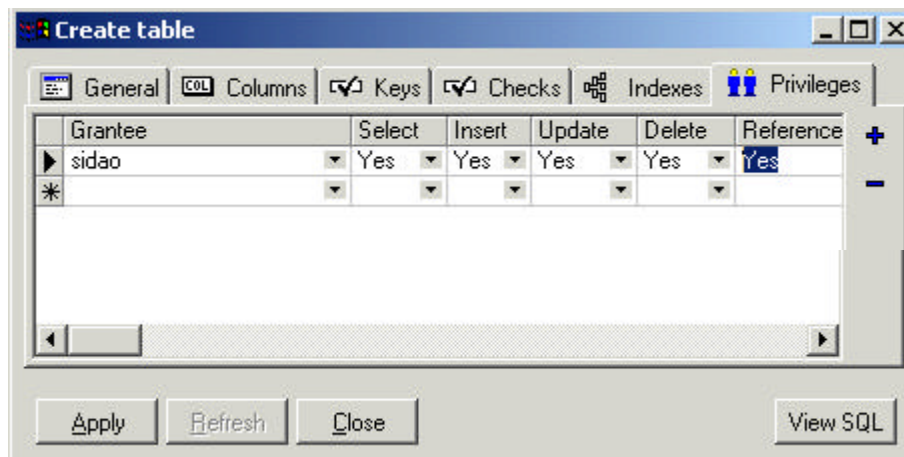 Create table
General COL Columns Keys Checks Indexes Privileges
Grantee Select Insert Update Delete Reference
sidao Yes Yes Yes Yes Yes
Apply Refresh Close View SQL